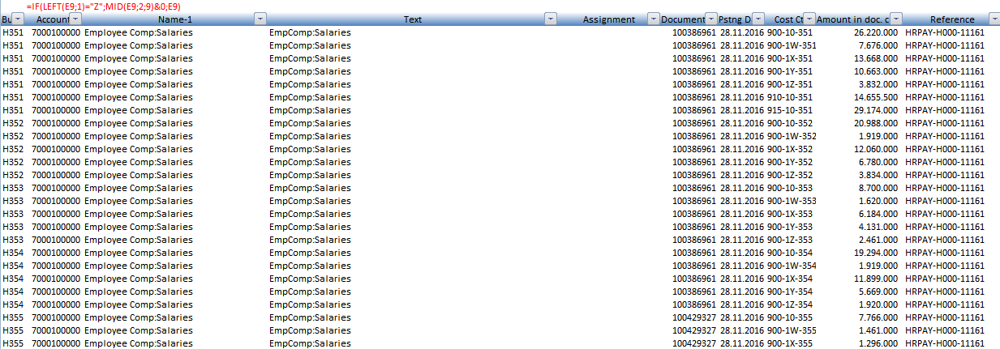 =IF(LEFT(E9;1)="Z";MID(E9;2;9)&0;E9)
Bu Account Name-1 Text Assignment Document Pstng D Cost Ct Amount in doc. c Reference
H351 7000100000 Employee Comp:Salaries EmpComp:Salaries 100386961 28.11.2016 900-10-351 26.220.000 HRPAY-H000-11161
H351 7000100000 Employee Comp:Salaries EmpComp:Salaries 100386961 28.11.2016 900-1W-351 7.676.000 HRPAY-H000-11161
H351 7000100000 Employee Comp:Salaries EmpComp:Salaries 100386961 28.11.2016 900-1X-351 13.668.000 HRPAY-H000-11161
H351 7000100000 Employee Comp:Salaries EmpComp:Salaries 100386961 28.11.2016 900-1Y-351 10.663.000 HRPAY-H000-11161
H351 7000100000 Employee Comp:Salaries EmpComp:Salaries 100386961 28.11.2016 900-1Z-351 3.832.000 HRPAY-H000-11161
H351 7000100000 Employee Comp:Salaries EmpComp:Salaries 100386961 28.11.2016 910-10-351 14.655.500 HRPAY-H000-11161
H351 7000100000 Employee Comp:Salaries EmpComp:Salaries 100386961 28.11.2016 915-10-351 29.174.000 HRPAY-H000-11161
H352 7000100000 Employee Comp:Salaries EmpComp:Salaries 100386961 28.11.2016 900-10-352 20.988.000 HRPAY-H000-11161
H352 7000100000 Employee Comp:Salaries EmpComp:Salaries 100386961 28.11.2016 900-1W-352 1.919.000 HRPAY-H000-11161
H352 7000100000 Employee Comp:Salaries EmpComp:Salaries 100386961 28.11.2016 900-1X-352 12.060.000 HRPAY-H000-11161
H352 7000100000 Employee Comp:Salaries EmpComp:Salaries 100386961 28.11.2016 900-1Y-352 6.780.000 HRPAY-H000-11161
H352 7000100000 Employee Comp:Salaries EmpComp:Salaries 100386961 28.11.2016 900-1Z-352 3.834.000 HRPAY-H000-11161
H353 7000100000 Employee Comp:Salaries EmpComp:Salaries 100386961 28.11.2016 900-10-353 8.700.000 HRPAY-H000-11161
H353 7000100000 Employee Comp:Salaries EmpComp:Salaries 100386961 28.11.2016 900-1W-353 1.620.000 HRPAY-H000-11161
H353 7000100000 Employee Comp:Salaries EmpComp:Salaries 100386961 28.11.2016 900-1X-353 6.184.000 HRPAY-H000-11161
H353 7000100000 Employee Comp:Salaries EmpComp:Salaries 100386961 28.11.2016 900-1Y-353 4.131.000 HRPAY-H000-11161
H353 7000100000 Employee Comp:Salaries EmpComp:Salaries 100386961 28.11.2016 900-1Z-353 2.461.000 HRPAY-H000-11161
H354 7000100000 Employee Comp:Salaries EmpComp:Salaries 100386961 28.11.2016 900-10-354 19.294.000 HRPAY-H000-11161
H354 7000100000 Employee Comp:Salaries EmpComp:Salaries 100386961 28.11.2016 900-1W-354 1.919.000 HRPAY-H000-11161
H354 7000100000 Employee Comp:Salaries EmpComp:Salaries 100386961 28.11.2016 900-1X-354 11.899.000 HRPAY-H000-11161
H354 7000100000 Employee Comp:Salaries EmpComp:Salaries 100386961 28.11.2016 900-1Y-354 5.669.000 HRPAY-H000-11161
H354 7000100000 Employee Comp:Salaries EmpComp:Salaries 100386961 28.11.2016 900-1Z-354 1.920.000 HRPAY-H000-11161
H355 7000100000 Employee Comp:Salaries EmpComp:Salaries 100429327 28.11.2016 900-10-355 7.766.000 HRPAY-H000-11161
H355 7000100000 Employee Comp:Salaries EmpComp:Salaries 100429327 28.11.2016 900-1W-355 1.461.000 HRPAY-H000-11161
H355 7000100000 Employee Comp:Salaries EmpComp:Salaries 100429327 28.11.2016 900-1X-355 1.296.000 HRPAY-H000-11161